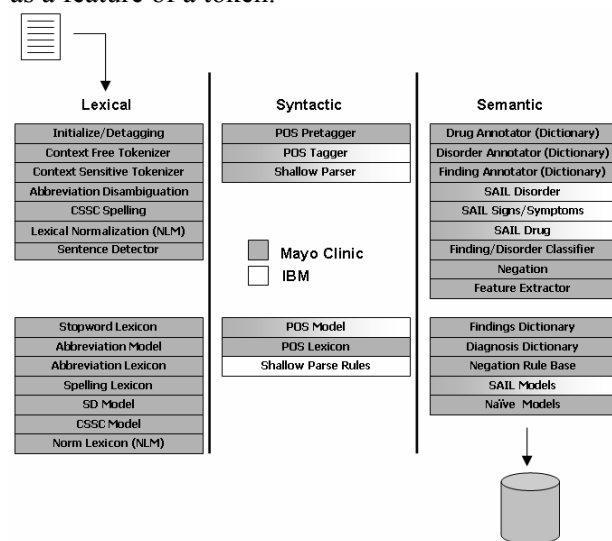 as a feature of a token.
Lexical
Initialize/Detagging
Context Free Tokenizer
Context Sensitive Tokenizer
Abbreviation Disambiguation
CSSC Spelling
Lexical Normalization (NLM)
Sentence Detector
Stopword Lexicon
Abbreviation Model
Abbreviation Lexicon
Spelling Lexicon
SD Model
CSSC Model
Norm Lexicon (NLM)
Syntactic
POS Pretagger
POS Tagger
Shallow Parser
Mayo Clinic
IBM
POS Model
POS Lexicon
Shallow Parse Rules
Semantic
Drug Annotator (Dictionary)
Disorder Annotator (Dictionary)
Finding Annotator (Dictionary)
SAIL Disorder
SAIL Signs/Symptoms
SAIL Drug
Finding/Disorder Classifier
Negation
Feature Extractor
Findings Dictionary
Diagnosis Dictionary
Negation Rule Base
SAIL Models
Naïve Models